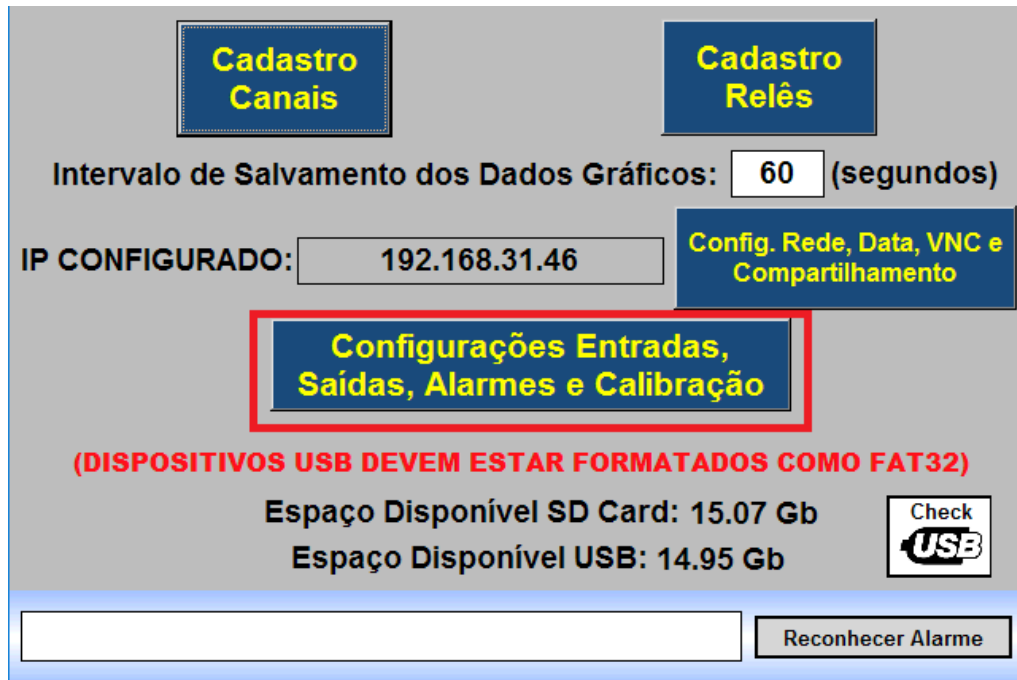 Cadastro
Canais
Cadastro
Relês
Intervalo de Salvamento dos Dados Gráficos: 60 (segundos)
IP CONFIGURADO: 192.168.31.46
Config. Rede, Data, VNC e
Compartilhamento
Configurações Entradas,
Saídas, Alarmes e Calibração
(DISPOSITIVOS USB DEVEM ESTAR FORMATADOS COMO FAT32)
Espaço Disponível SD Card: 15.07 Gb
Espaço Disponível USB: 14.95 Gb
Check
USB
Reconhecer Alarme